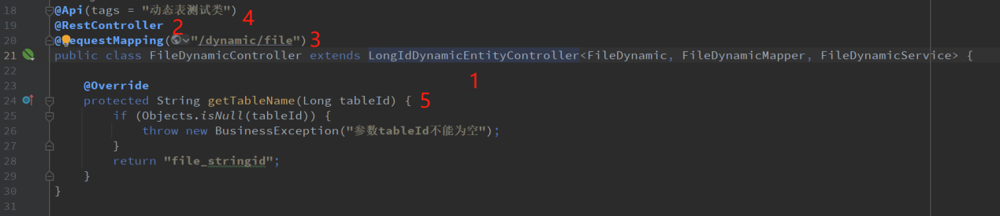 18 @Api(tags = "动态表测试类") 4
19 @RestController 2
20 @RequestMapping("/dynamic/file") 3
21 public class FileDynamicController extends LongIdDynamicEntityController<FileDynamic, FileDynamicMapper, FileDynamicService> {
22 1
23 @Override
24 protected String getTableName(Long tableId) { 5
25 if (Objects.isNull(tableId)) {
26 throw new BusinessException("参数tableId不能为空");
27 }
28 return "file_stringid";
29 }
30 }
31